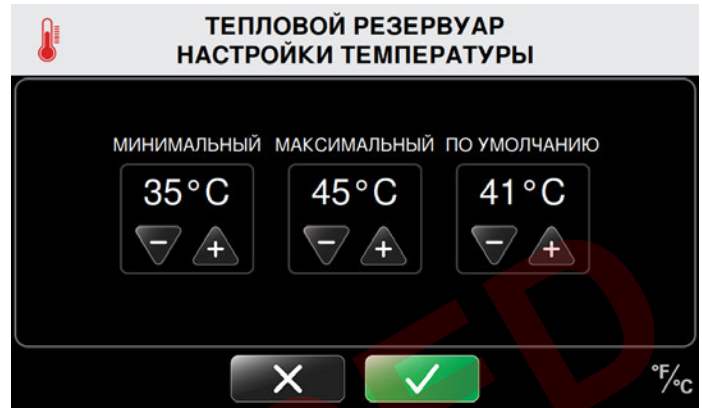 ТЕПЛОВОЙ РЕЗЕРВУАР
НАСТРОЙКИ ТЕМПЕРАТУРЫ
МИНИМАЛЬНЫЙ МАКСИМАЛЬНЫЙ ПО УМОЛЧАНИЮ
35°C 45°C 41°C
− + − + − +
°F/°C